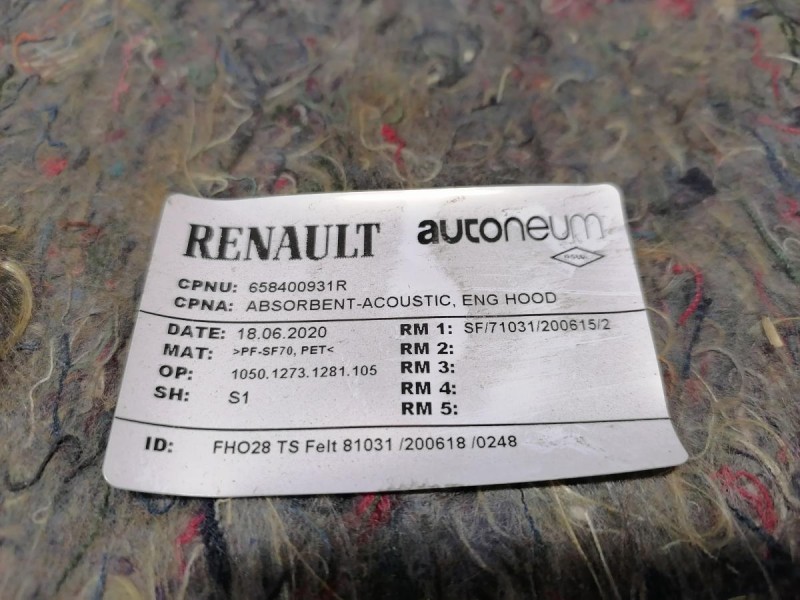 RENAULT autoneum
CPNU: 658400931R
CPNA: ABSORBENT-ACOUSTIC, ENG HOOD
DATE: 18.06.2020
MAT: >PF-SF70, PET<
OP: 1050.1273.1281.105
SH: S1
RM 1: SF/71031/200615/2
RM 2:
RM 3:
RM 4:
RM 5:
ID: FHO28 TS Felt 81031 /200618 /0248